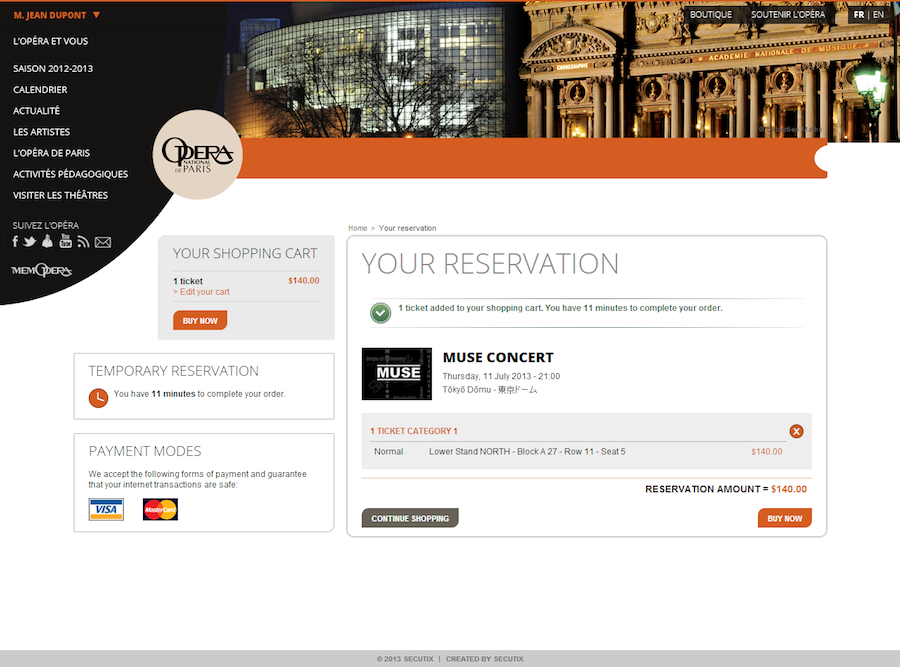 M. JEAN DUPONT
L'OPÉRA ET VOUS
SAISON 2012-2013
CALENDRIER
ACTUALITÉ
LES ARTISTES
L'OPÉRA DE PARIS
ACTIVITÉS PÉDAGOGIQUES
VISITER LES THÉÂTRES
SUIVEZ L'OPÉRA
f You Tube
MEMOPERA
BOUTIQUE SOUTENIR L'OPÉRA FR | EN
ACADEMIE NATIONALE DE MUSIQUE
CHOREGRAPHIE
OPERA
NATIONAL
DE PARIS
Home > Your reservation
YOUR SHOPPING CART
1 ticket $140.00
> Edit your cart
BUY NOW
TEMPORARY RESERVATION
You have 11 minutes to complete your order.
PAYMENT MODES
We accept the following forms of payment and guarantee
that your internet transactions are safe:
VISA MasterCard
YOUR RESERVATION
1 ticket added to your shopping cart. You have 11 minutes to complete your order.
MUSE
MUSE CONCERT
Thursday, 11 July 2013 - 21:00
Tōkyō Dōmu - 東京ドーム
1 TICKET CATEGORY 1
Normal Lower Stand NORTH - Block A 27 - Row 11 - Seat 5 $140.00
RESERVATION AMOUNT = $140.00
CONTINUE SHOPPING BUY NOW
© 2013 SECUTIX | CREATED BY SECUTIX